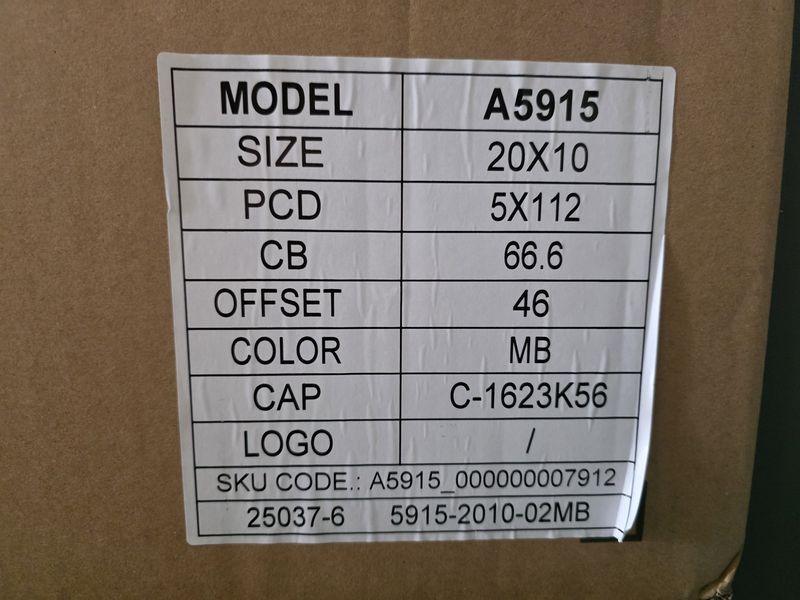 MODEL A5915
SIZE 20X10
PCD 5X112
CB 66.6
OFFSET 46
COLOR MB
CAP C-1623K56
LOGO /
SKU CODE.: A5915_000000007912
25037-6 5915-2010-02MB